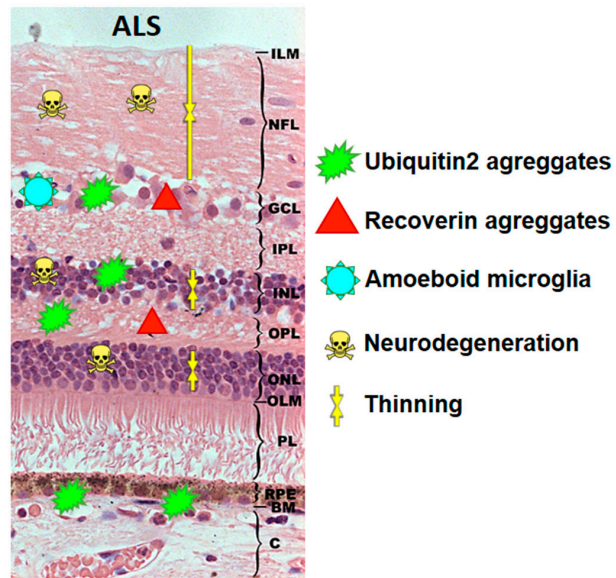 ALS
ILM
NFL
GCL
IPL
INL
OPL
ONL
OLM
PL
RPE
BM
C
Ubiquitin2 agreggates
Recoverin agreggates
Amoeboid microglia
Neurodegeneration
Thinning